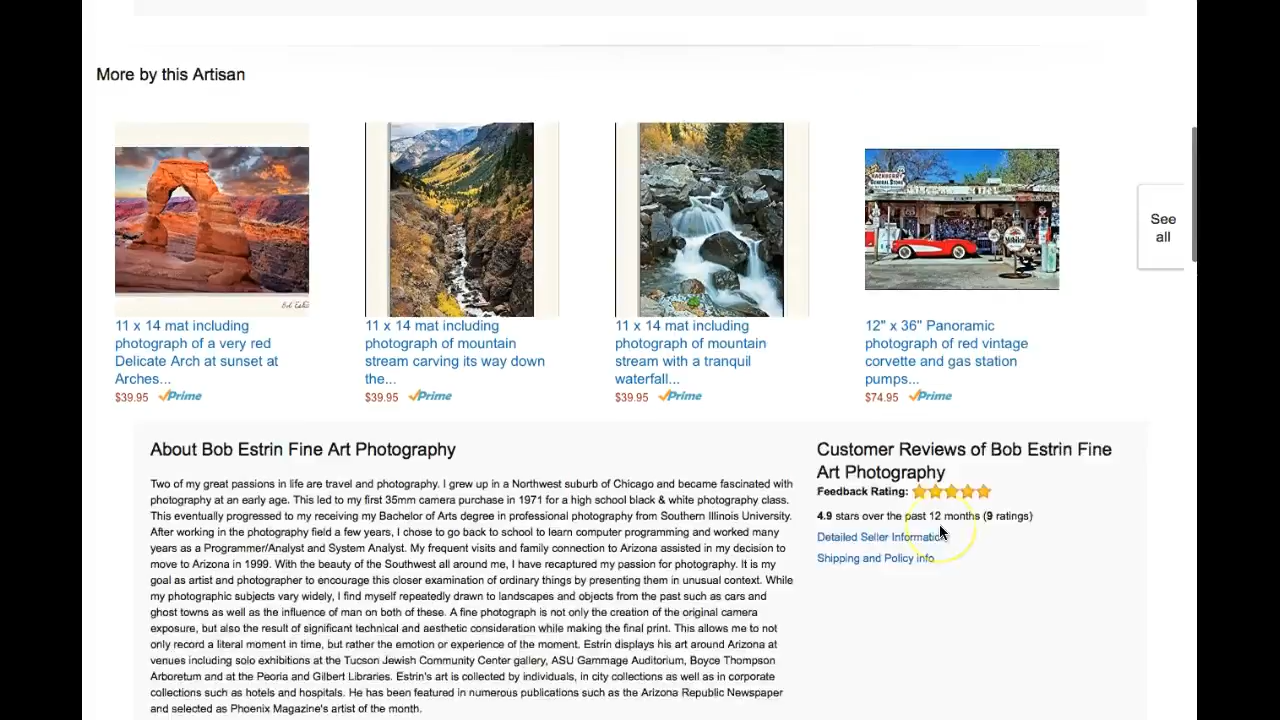 More by this Artisan
HACKBERRY
GENERAL STORE
Mobilgas
See
all
Bob Estrin
11 x 14 mat including
photograph of a very red
Delicate Arch at sunset at
Arches...
$39.95 Prime
11 x 14 mat including
photograph of mountain
stream carving its way down
the...
$39.95 Prime
11 x 14 mat including
photograph of mountain
stream with a tranquil
waterfall...
$39.95 Prime
12" x 36" Panoramic
photograph of red vintage
corvette and gas station
pumps...
$74.95 Prime
About Bob Estrin Fine Art Photography
Two of my great passions in life are travel and photography. I grew up in a Northwest suburb of Chicago and became fascinated with
photography at an early age. This led to my first 35mm camera purchase in 1971 for a high school black & white photography class.
This eventually progressed to my receiving my Bachelor of Arts degree in professional photography from Southern Illinois University.
After working in the photography field a few years, I chose to go back to school to learn computer programming and worked many
years as a Programmer/Analyst and System Analyst. My frequent visits and family connection to Arizona assisted in my decision to
move to Arizona in 1999. With the beauty of the Southwest all around me, I have recaptured my passion for photography. It is my
goal as artist and photographer to encourage this closer examination of ordinary things by presenting them in unusual context. While
my photographic subjects vary widely, I find myself repeatedly drawn to landscapes and objects from the past such as cars and
ghost towns as well as the influence of man on both of these. A fine photograph is not only the creation of the original camera
exposure, but also the result of significant technical and aesthetic consideration while making the final print. This allows me to not
only record a literal moment in time, but rather the emotion or experience of the moment. Estrin displays his art around Arizona at
venues including solo exhibitions at the Tucson Jewish Community Center gallery, ASU Gammage Auditorium, Boyce Thompson
Arboretum and at the Peoria and Gilbert Libraries. Estrin's art is collected by individuals, in city collections as well as in corporate
collections such as hotels and hospitals. He has been featured in numerous publications such as the Arizona Republic Newspaper
and selected as Phoenix Magazine's artist of the month.
Customer Reviews of Bob Estrin Fine
Art Photography
Feedback Rating:
4.9 stars over the past 12 months (9 ratings)
Detailed Seller Information
Shipping and Policy info